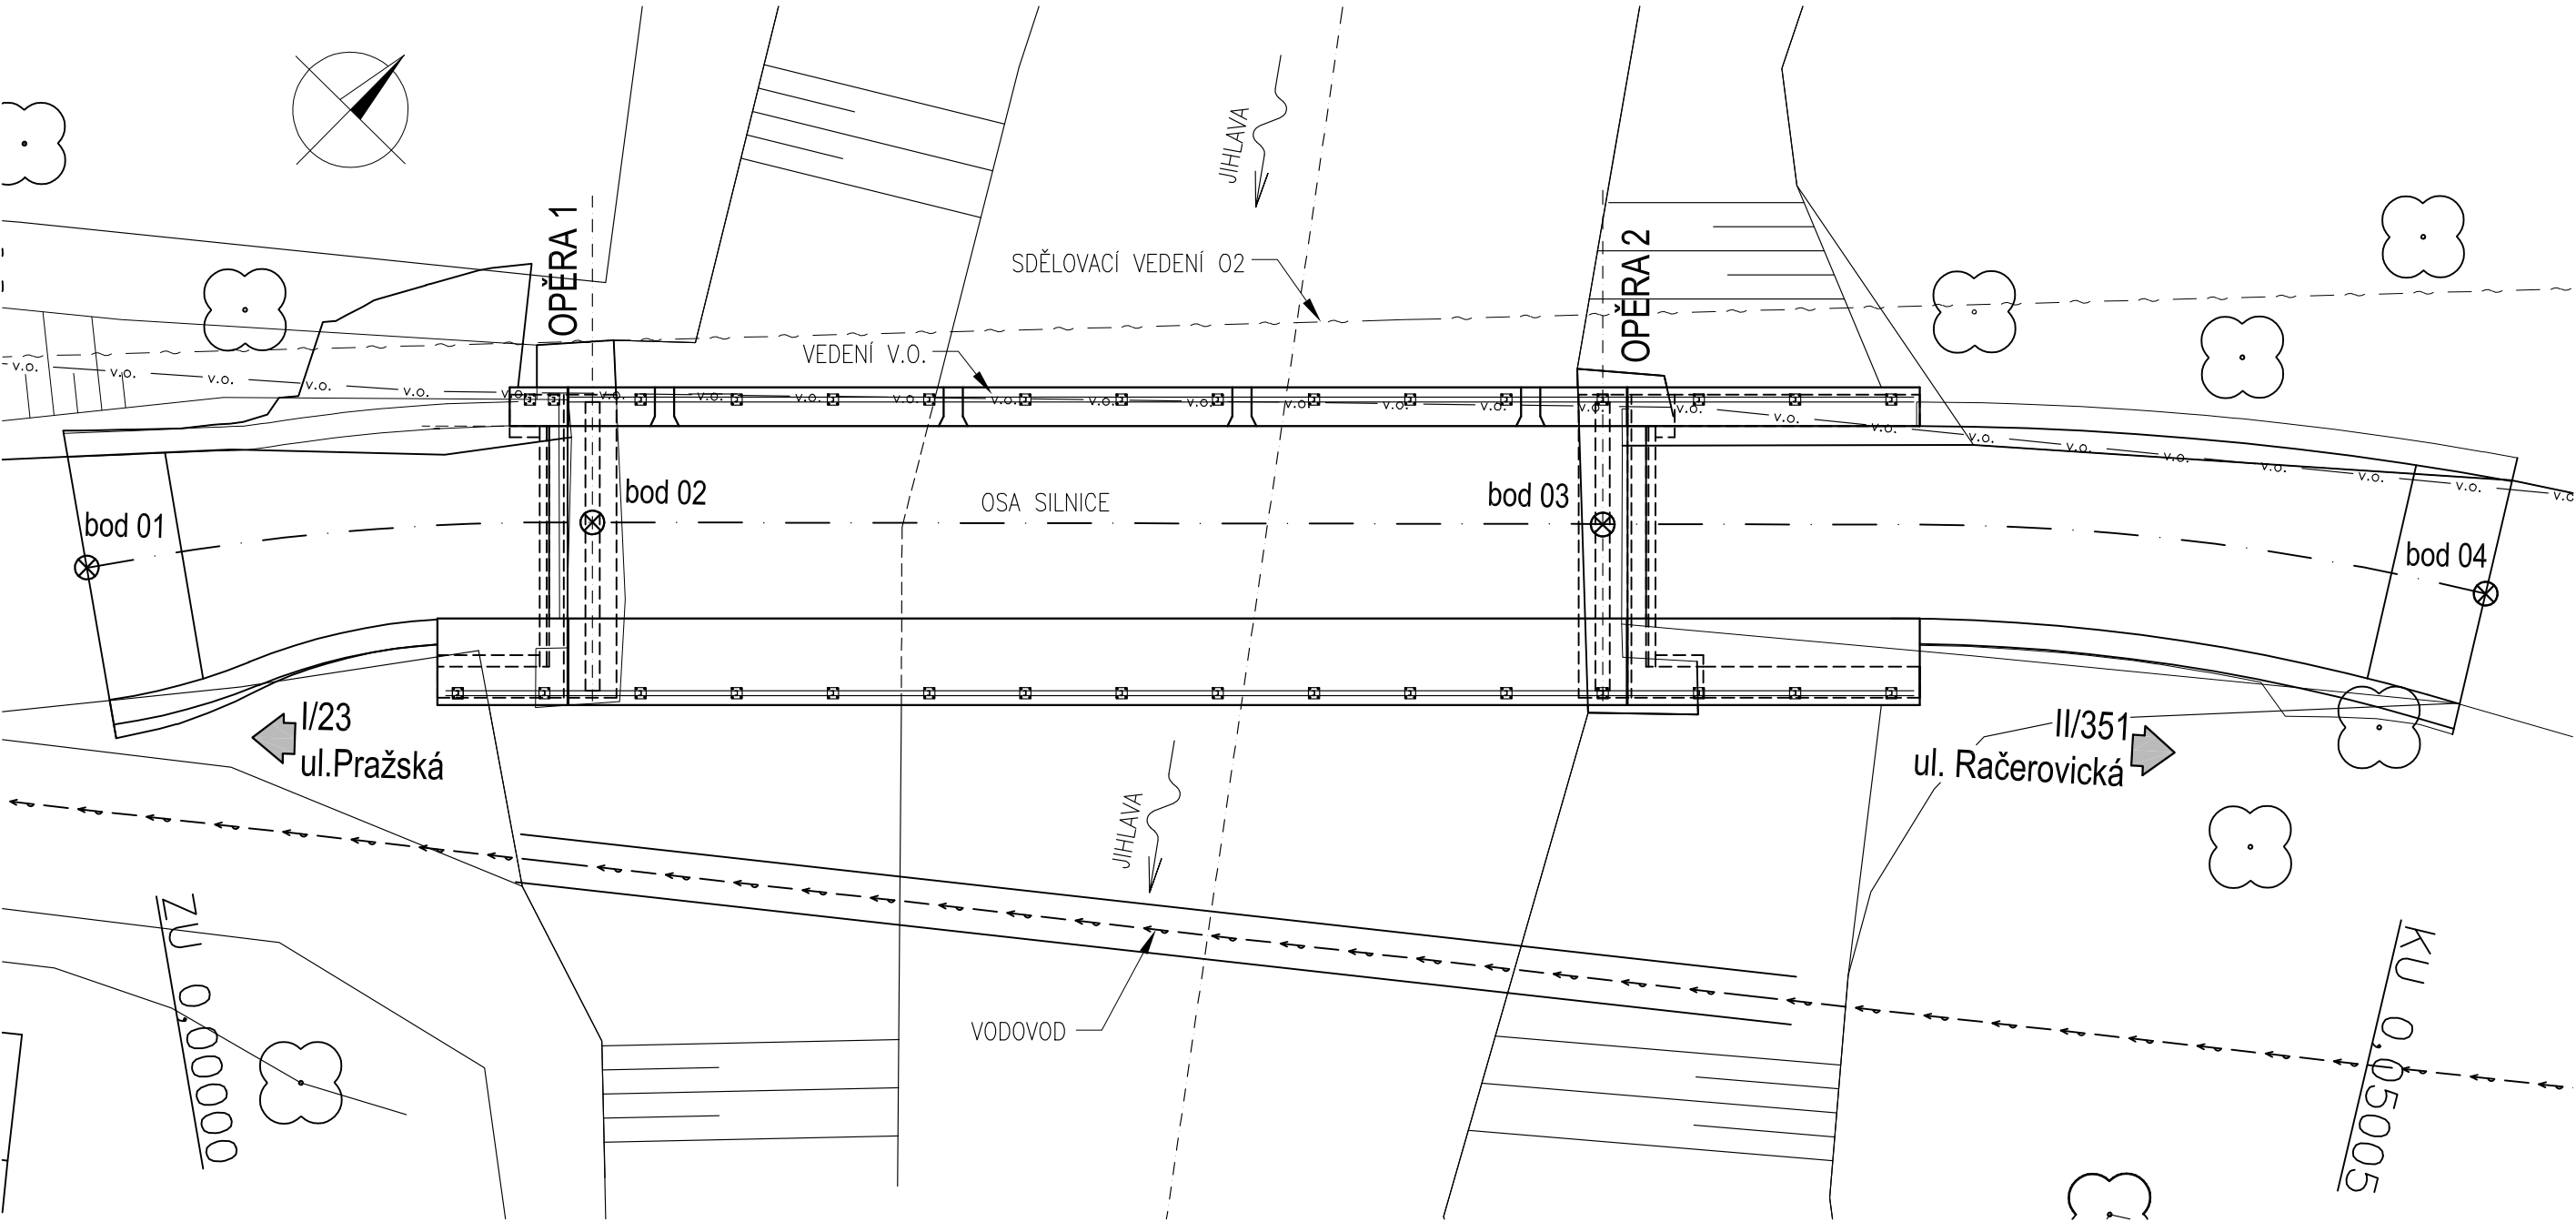 JIHLAVA
OPĚRA 1
OPĚRA 2
SDĚLOVACÍ VEDENÍ O2
VEDENÍ V.O.
v.o. v.o. v.o. v.o. v.o. v.o. v.o. v.o. v.o. v.o. v.o. v.o. v.o. v.o. v.o. v.o. v.o. v.o. v.o. v.o. v.o. v.o. v.o. v.o. v.o. v.o. v.o.
bod 01
bod 02
OSA SILNICE
bod 03
bod 04
I/23
ul.Pražská
II/351
ul. Račerovická
JIHLAVA
VODOVOD
ZU 0,00000
KU 0,05005